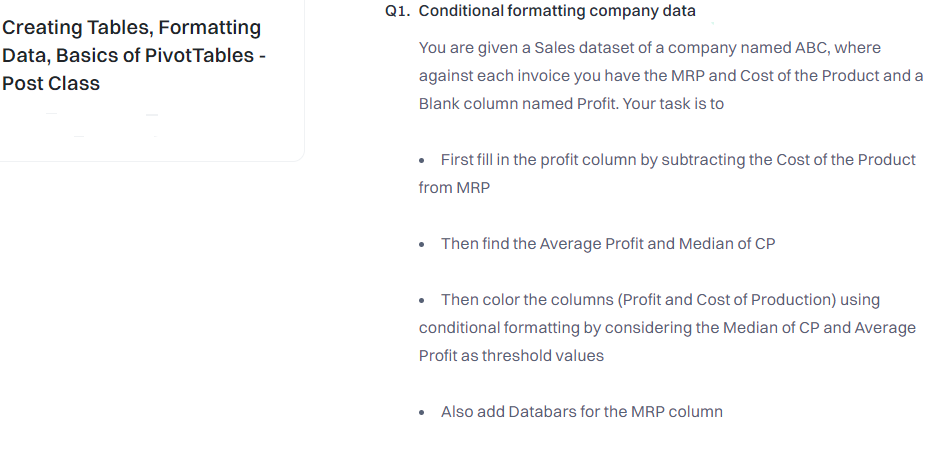 Creating Tables, Formatting
Data, Basics of PivotTables -
Post Class
Q1. Conditional formatting company data
You are given a Sales dataset of a company named ABC, where
against each invoice you have the MRP and Cost of the Product and a
Blank column named Profit. Your task is to
• First fill in the profit column by subtracting the Cost of the Product
from MRP
• Then find the Average Profit and Median of CP
• Then color the columns (Profit and Cost of Production) using
conditional formatting by considering the Median of CP and Average
Profit as threshold values
• Also add Databars for the MRP column